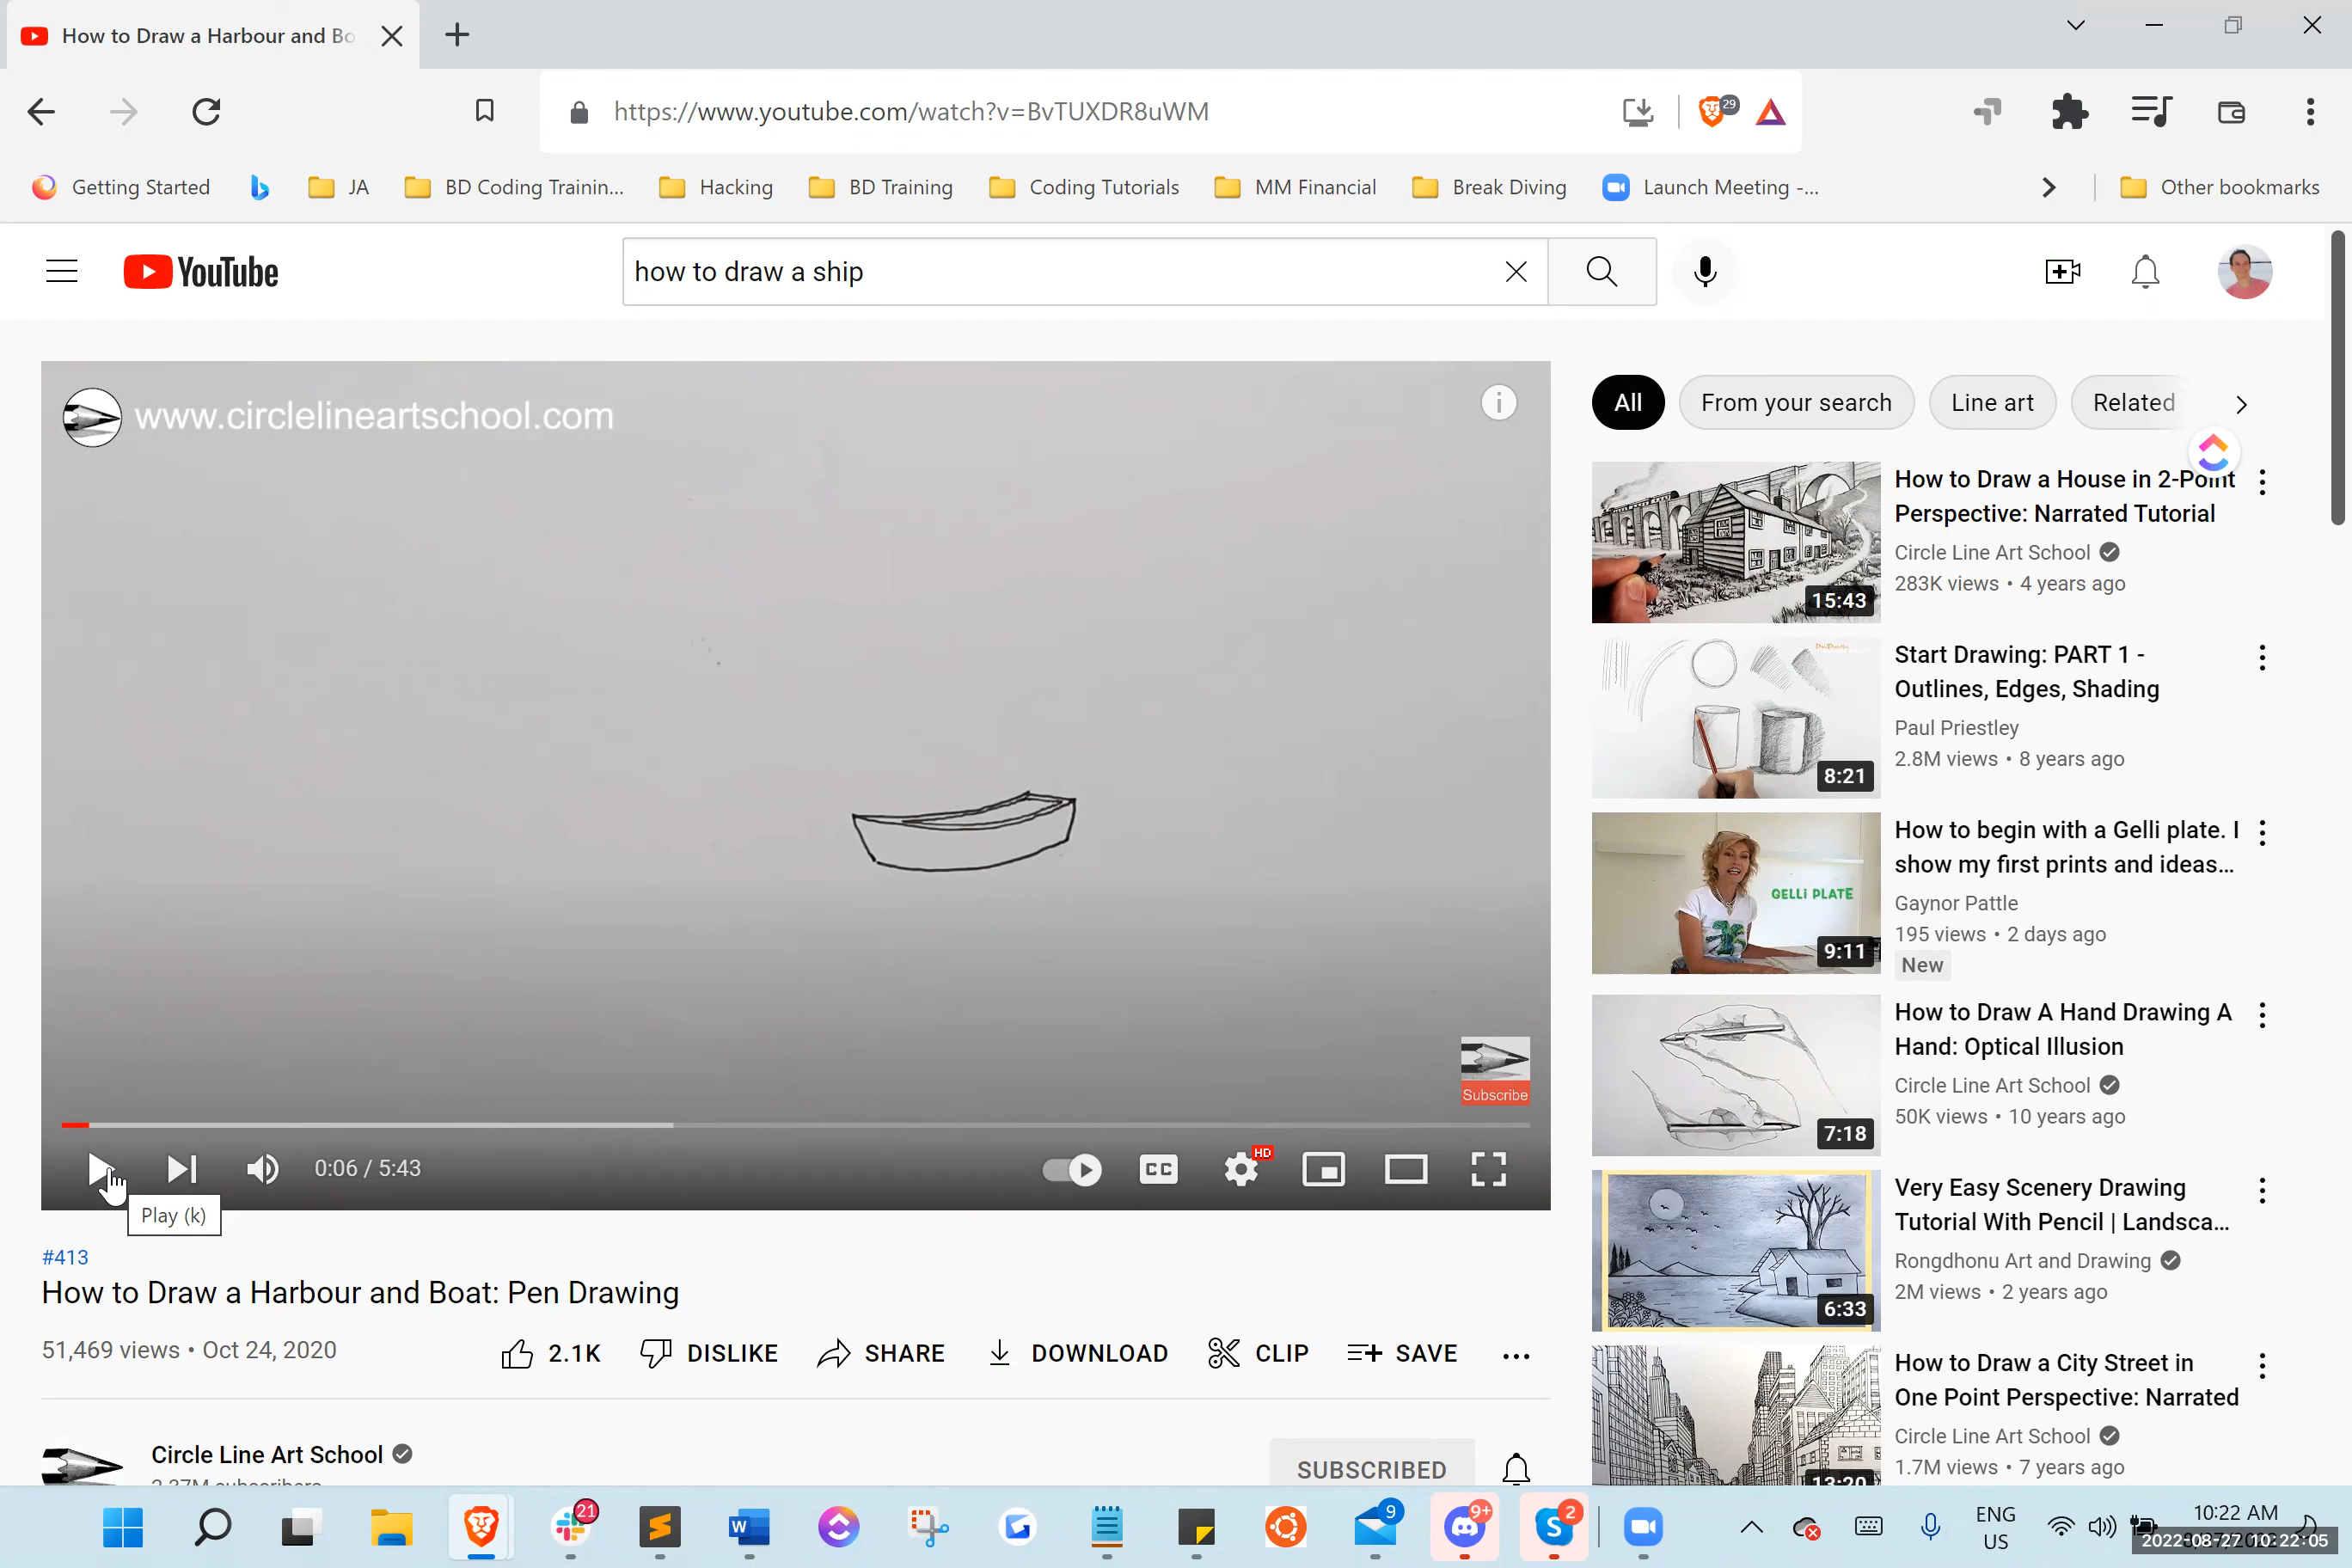 How to Draw a Harbour and Bo
https://www.youtube.com/watch?v=BvTUXDR8uWM
29
Getting Started
JA
BD Coding Trainin...
Hacking
BD Training
Coding Tutorials
MM Financial
Break Diving
Launch Meeting -...
Other bookmarks
YouTube
how to draw a ship
www.circlelineartschool.com
i
Subscribe
0:06 / 5:43
CC
HD
Play (k)
#413
How to Draw a Harbour and Boat: Pen Drawing
51,469 views • Oct 24, 2020
2.1K
DISLIKE
SHARE
DOWNLOAD
CLIP
SAVE
Circle Line Art School
SUBSCRIBED
All
From your search
Line art
Related
How to Draw a House in 2-Point
Perspective: Narrated Tutorial
Circle Line Art School
283K views • 4 years ago
15:43
Start Drawing: PART 1 -
Outlines, Edges, Shading
Paul Priestley
2.8M views • 8 years ago
8:21
How to begin with a Gelli plate. I
show my first prints and ideas...
Gaynor Pattle
195 views • 2 days ago
New
GELLI PLATE
9:11
How to Draw A Hand Drawing A
Hand: Optical Illusion
Circle Line Art School
50K views • 10 years ago
7:18
Very Easy Scenery Drawing
Tutorial With Pencil | Landsca...
Rongdhonu Art and Drawing
2M views • 2 years ago
6:33
How to Draw a City Street in
One Point Perspective: Narrated
Circle Line Art School
1.7M views • 7 years ago
13:20
21
W
9
9+
S
2
ENG
US
10:22 AM
2022-08-27 10:22:05